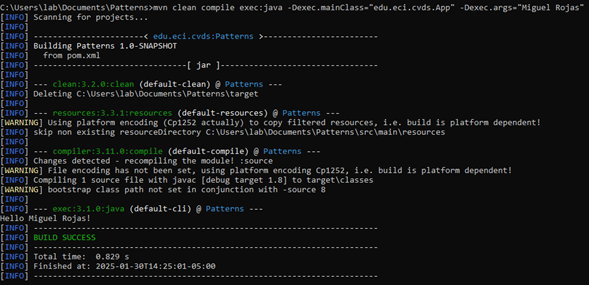 C:\Users\lab\Documents\Patterns>mvn clean compile exec:java -Dexec.mainClass="edu.eci.cvds.App" -Dexec.args="Miguel Rojas"
[INFO] Scanning for projects...
[INFO]
[INFO] -----------------------< edu.eci.cvds:Patterns >------------------------
[INFO] Building Patterns 1.0-SNAPSHOT
[INFO]   from pom.xml
[INFO] --------------------------------[ jar ]---------------------------------
[INFO]
[INFO] --- clean:3.2.0:clean (default-clean) @ Patterns ---
[INFO] Deleting C:\Users\lab\Documents\Patterns\target
[INFO]
[INFO] --- resources:3.3.1:resources (default-resources) @ Patterns ---
[WARNING] Using platform encoding (Cp1252 actually) to copy filtered resources, i.e. build is platform dependent!
[INFO] skip non existing resourceDirectory C:\Users\lab\Documents\Patterns\src\main\resources
[INFO]
[INFO] --- compiler:3.11.0:compile (default-compile) @ Patterns ---
[INFO] Changes detected - recompiling the module! :source
[WARNING] File encoding has not been set, using platform encoding Cp1252, i.e. build is platform dependent!
[INFO] Compiling 1 source file with javac [debug target 1.8] to target\classes
[WARNING] bootstrap class path not set in conjunction with -source 8
[INFO]
[INFO] --- exec:3.1.0:java (default-cli) @ Patterns ---
Hello Miguel Rojas!
[INFO] ------------------------------------------------------------------------
[INFO] BUILD SUCCESS
[INFO] ------------------------------------------------------------------------
[INFO] Total time:  0.829 s
[INFO] Finished at: 2025-01-30T14:25:01-05:00
[INFO] ------------------------------------------------------------------------